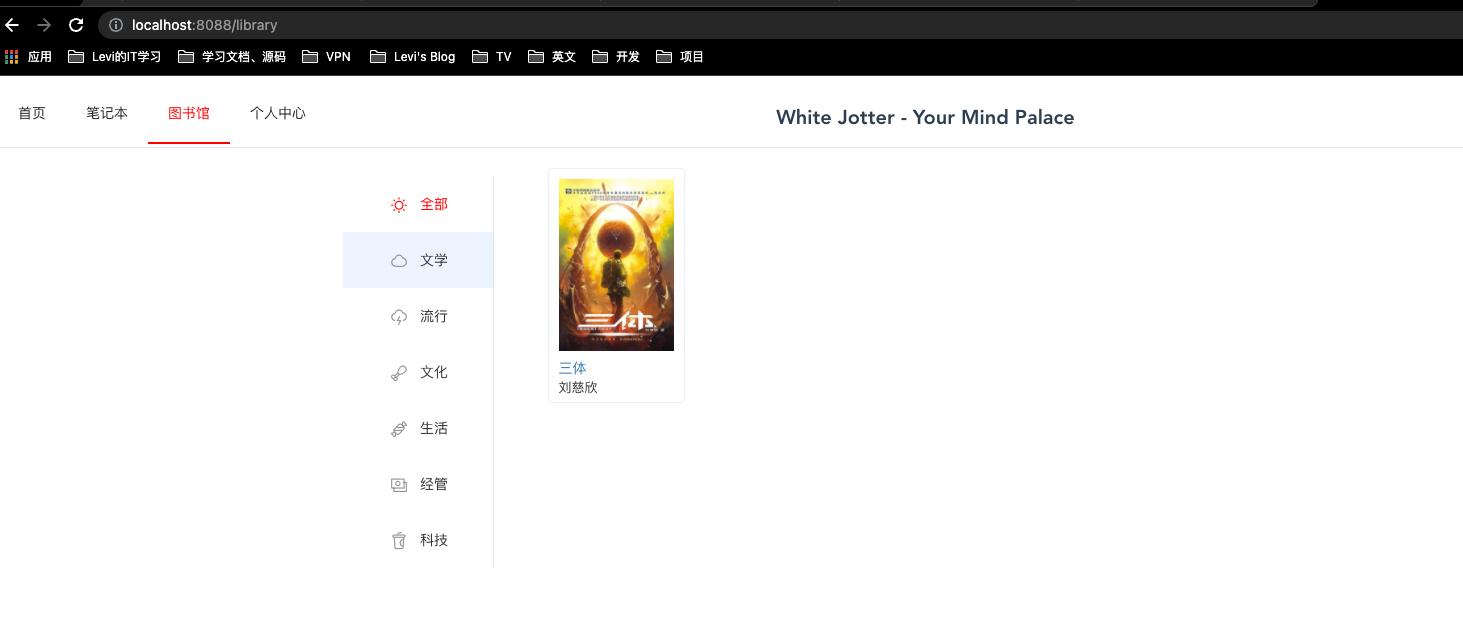 localhost:8088/library
应用 Levi的IT学习 学习文档、源码 VPN Levi's Blog TV 英文 开发 项目
首页 笔记本 图书馆 个人中心 White Jotter - Your Mind Palace
全部
文学
流行
文化
生活
经管
科技
三体
三体
刘慈欣